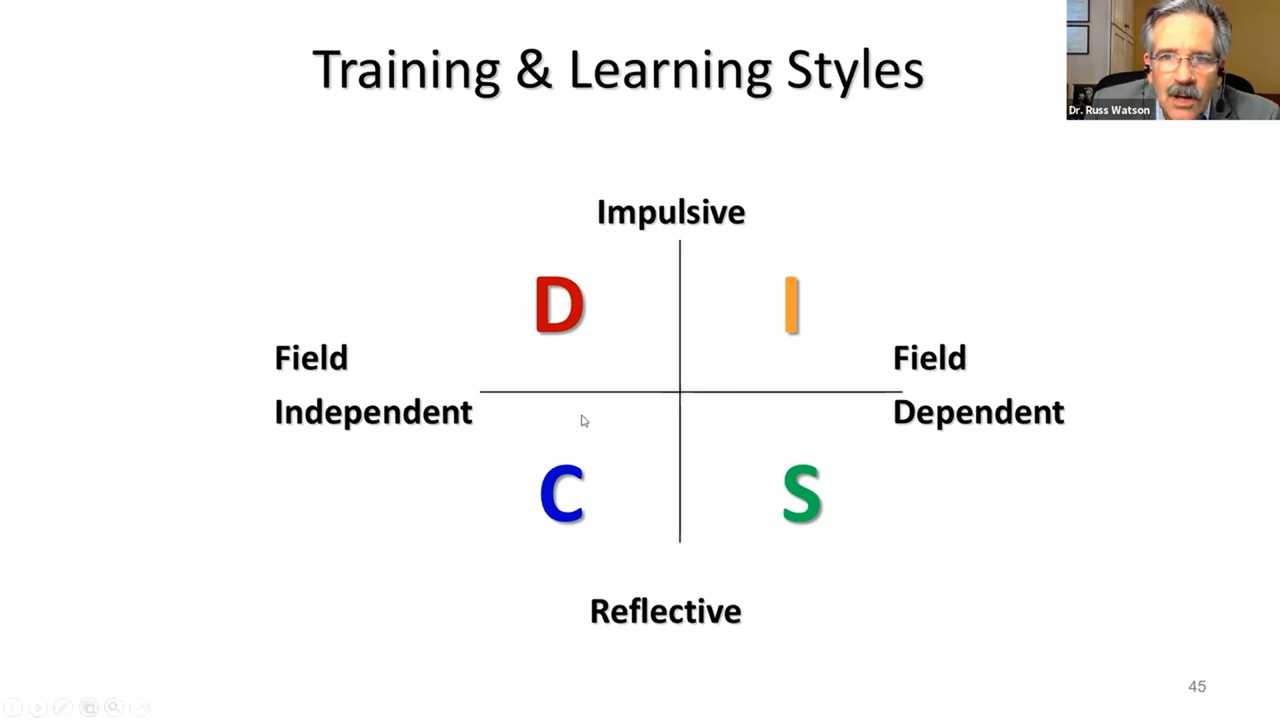 Training & Learning Styles
Dr. Russ Watson
Impulsive
D
I
Field
Independent
Field
Dependent
C
S
Reflective
45